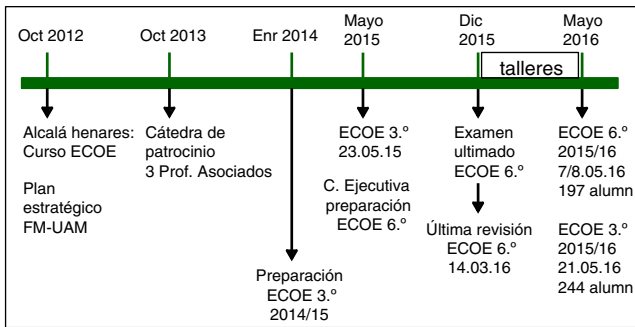 Oct 2012
Oct 2013
Enr 2014
Mayo
2015
Dic
2015
Mayo
2016
talleres
Alcalá henares:
Curso ECOE
Plan
estratégico
FM-UAM
Cátedra de
patrocinio
3 Prof. Asociados
Preparación
ECOE 3.º
2014/15
ECOE 3.º
23.05.15
C. Ejecutiva
preparación
ECOE 6.º
Examen
ultimado
ECOE 6.º
Última revisión
ECOE 6.º
14.03.16
ECOE 6.º
2015/16
7/8.05.16
197 alumn
ECOE 3.º
2015/16
21.05.16
244 alumn